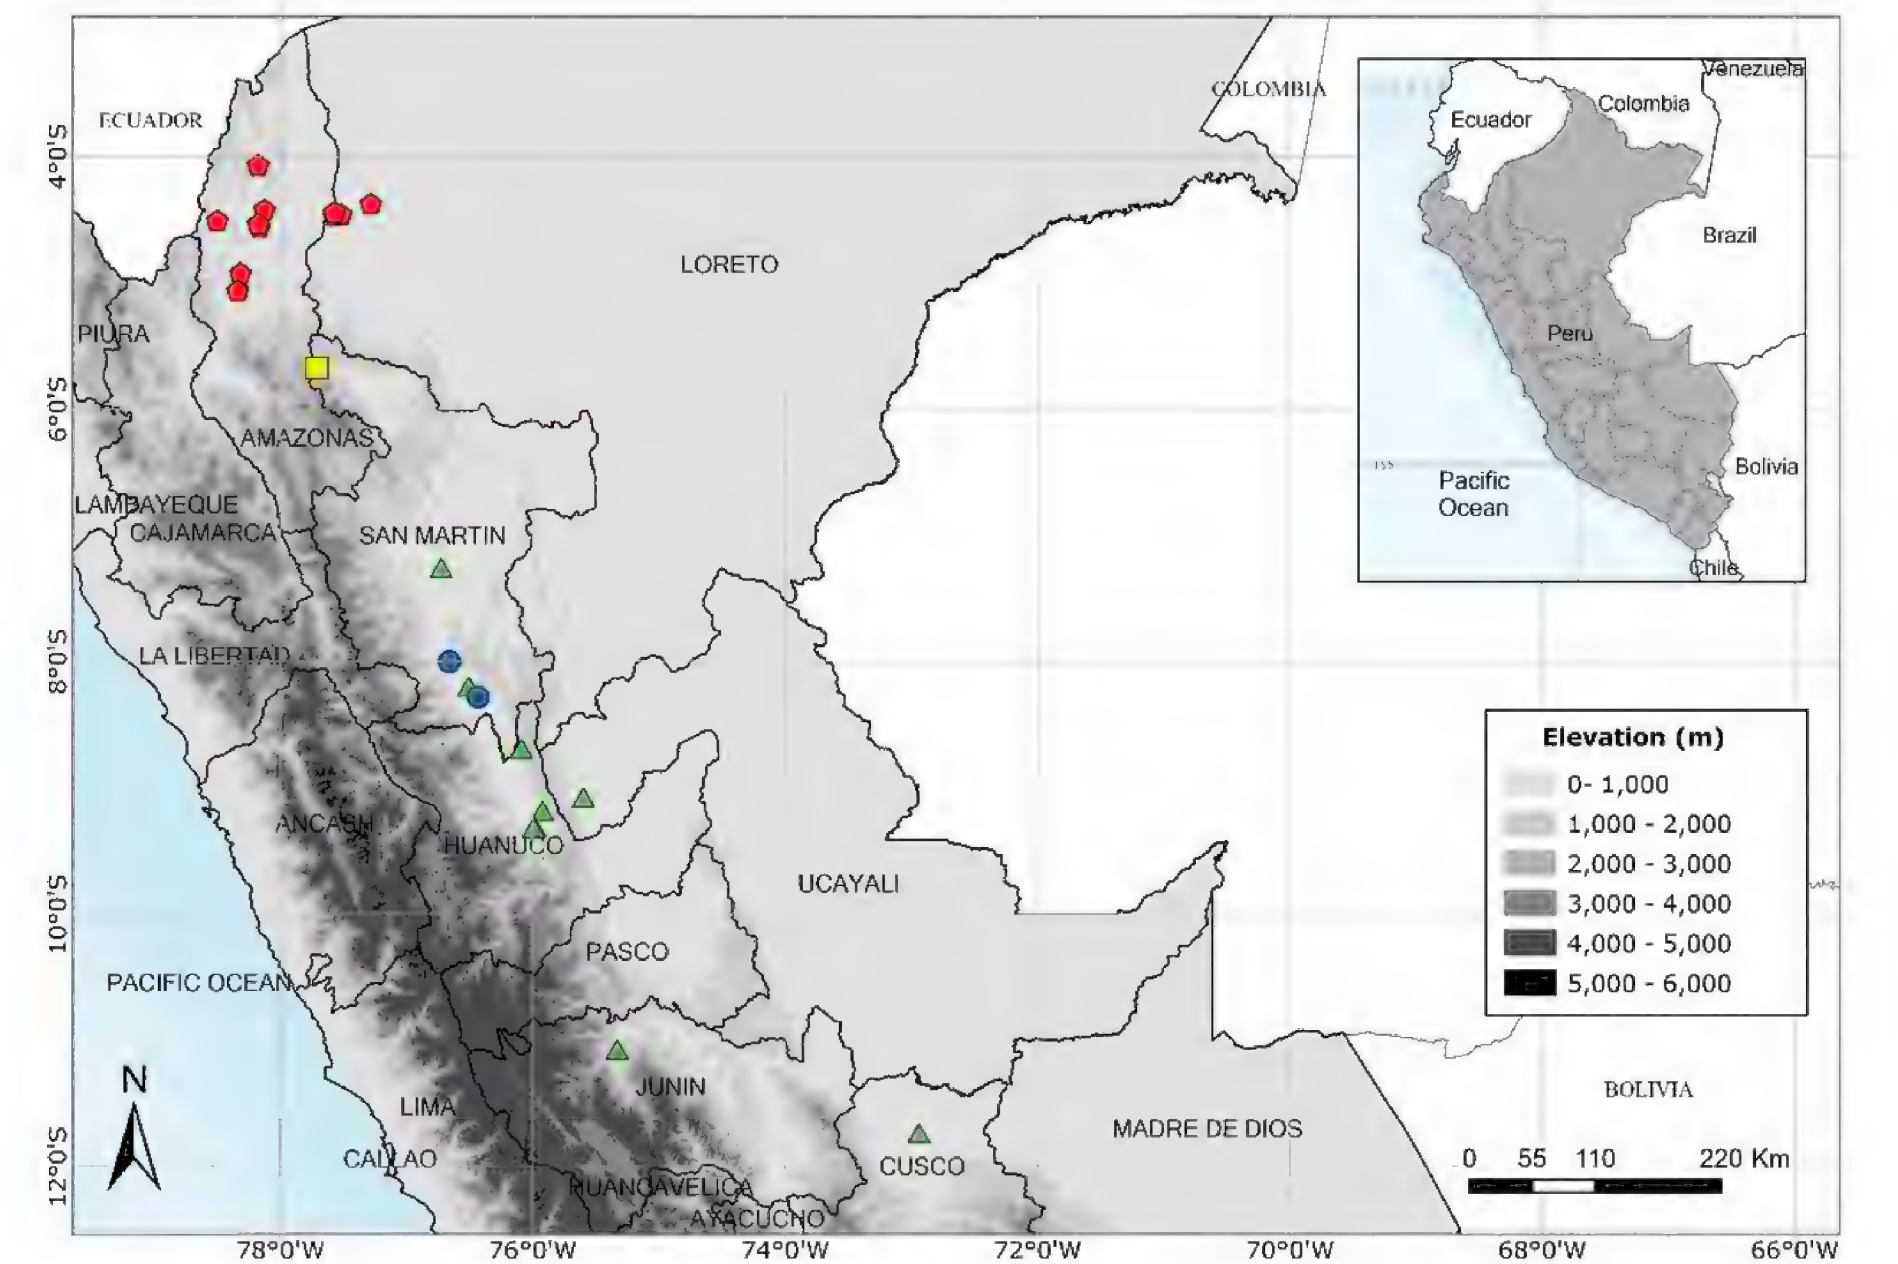 ECUADOR
COLOMBIA
LORETO
PIURA
AMAZONAS
LAMBAYEQUE
CAJAMARCA
SAN MARTIN
LA LIBERTAD
ANCASH
HUANUCO
UCAYALI
PASCO
PACIFIC OCEAN
JUNIN
LIMA
CALLAO
CUSCO
MADRE DE DIOS
BOLIVIA
HUANCAVELICA
AYACUCHO
N
4°0'S
6°0'S
8°0'S
10°0'S
12°0'S
78°0'W
76°0'W
74°0'W
72°0'W
70°0'W
68°0'W
66°0'W
Venezuela
Colombia
Ecuador
Brazil
Peru
Bolivia
Pacific
Ocean
Chile
Elevation (m)
0- 1,000
1,000 - 2,000
2,000 - 3,000
3,000 - 4,000
4,000 - 5,000
5,000 - 6,000
0 55 110 220 Km